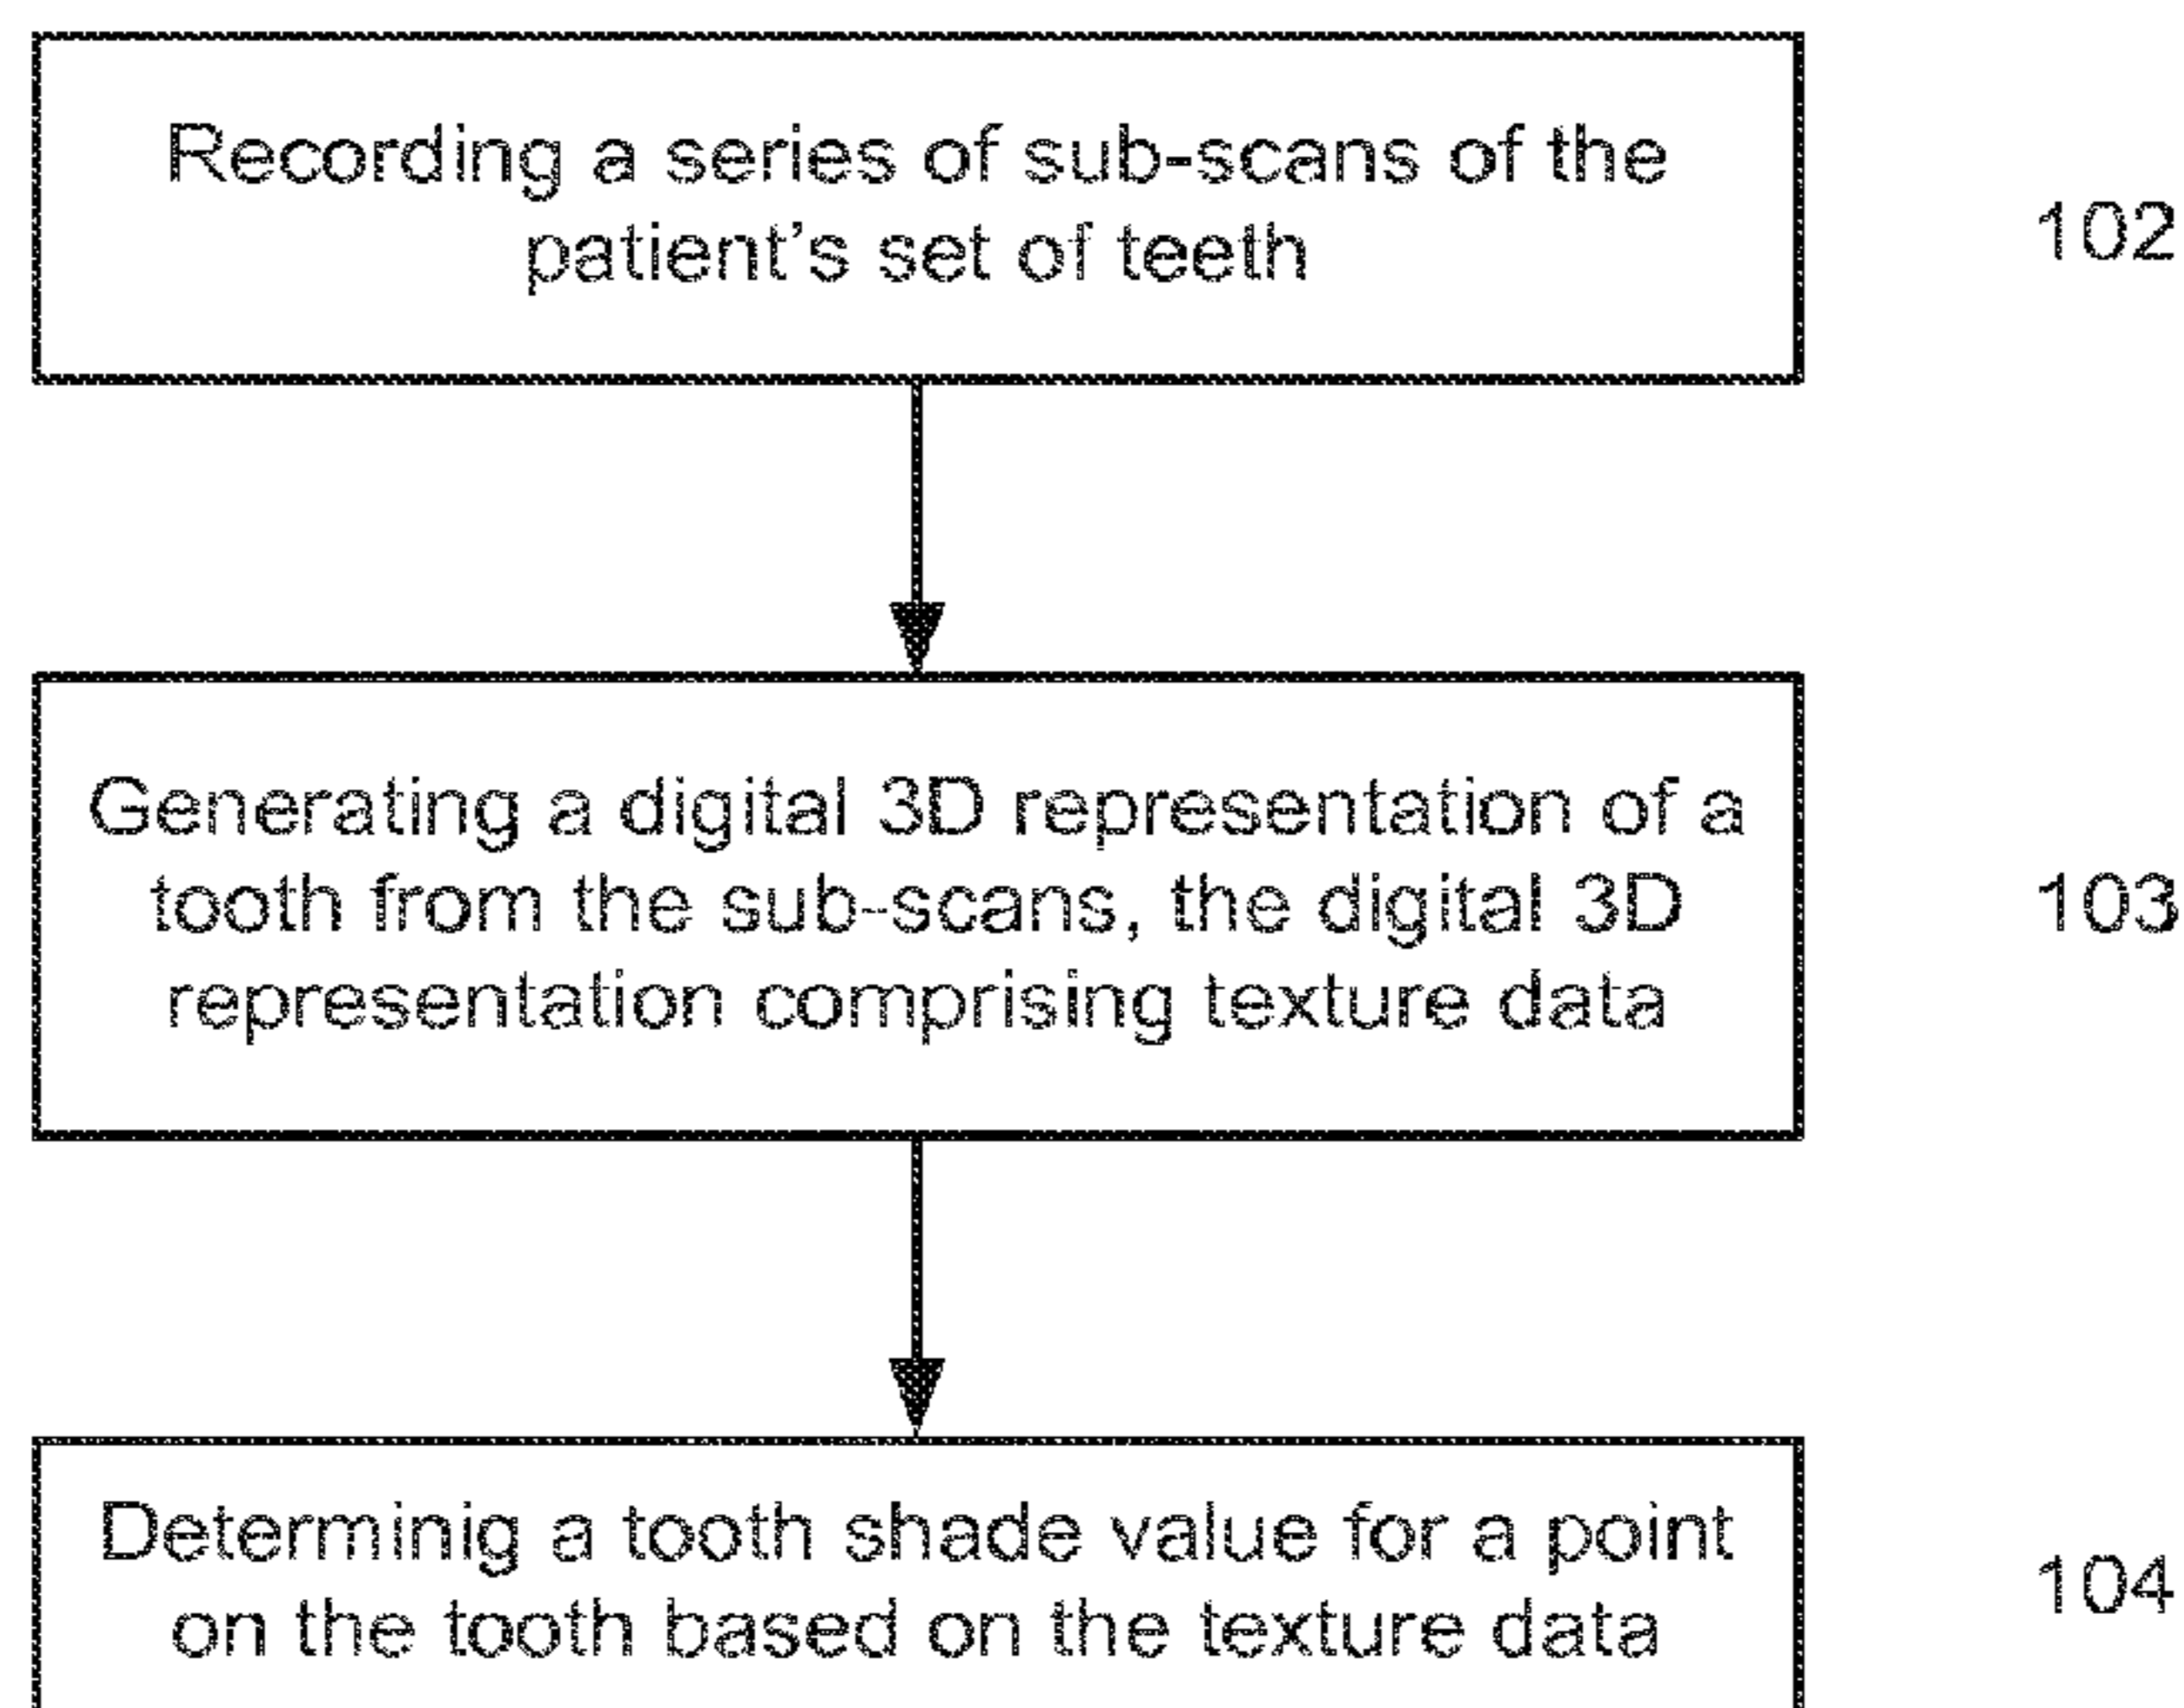 Recording a series of sub-scans of the
patient's set of teeth
102
Generating a digital 3D representation of a
tooth from the sub-scans, the digital 3D
representation comprising texture data
103
Determinig a tooth shade value for a point
on the tooth based on the texture data
104